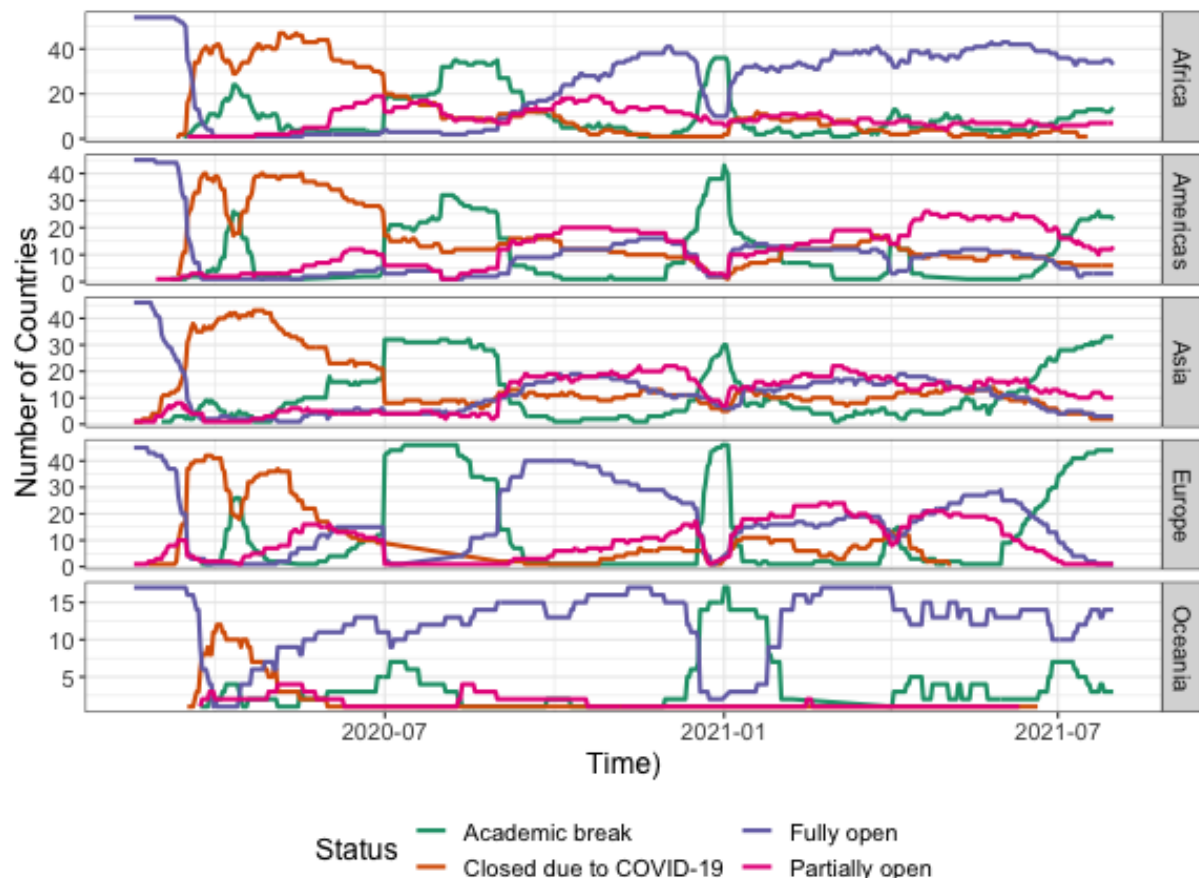 Number of Countries
40
20
0
Africa
40
30
20
10
0
Americas
40
30
20
10
0
Asia
40
30
20
10
0
Europe
15
10
5
Oceania
2020-07 2021-01 2021-07
Time)
Status
Academic break Fully open
Closed due to COVID-19 Partially open